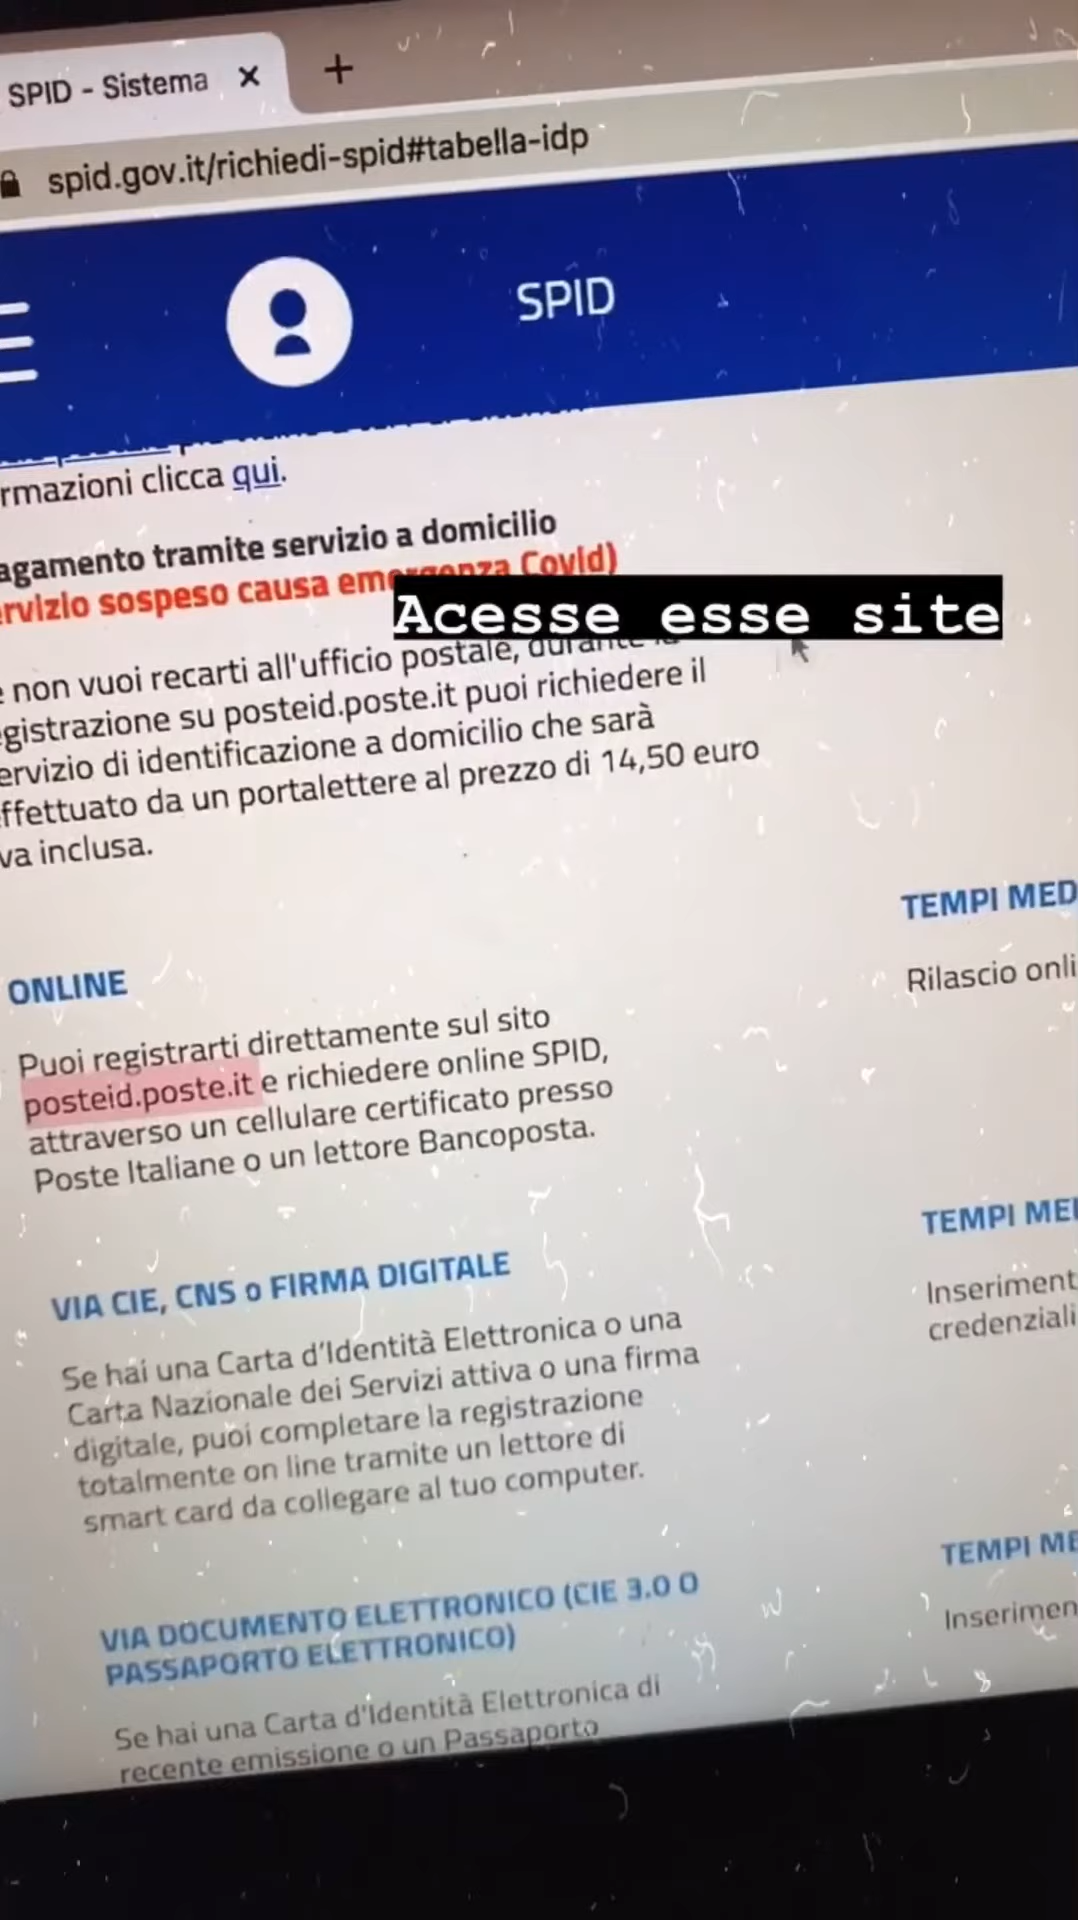 SPID - Sistema
spid.gov.it/richiedi-spid#tabella-idp
SPID
rmazioni clicca qui.
agamento tramite servizio a domicilio
ervizio sospeso causa emergenza Covid)
Acesse esse site
e non vuoi recarti all'ufficio postale, durante
egistrazione su posteid.poste.it puoi richiedere il
ervizio di identificazione a domicilio che sarà
ffettuato da un portalettere al prezzo di 14,50 euro
va inclusa.
ONLINE
Puoi registrarti direttamente sul sito
posteid.poste.it e richiedere online SPID,
attraverso un cellulare certificato presso
Poste Italiane o un lettore Bancoposta.
TEMPI MED
Rilascio onli
VIA CIE, CNS o FIRMA DIGITALE
Se hai una Carta d'Identità Elettronica o una
Carta Nazionale dei Servizi attiva o una firma
digitale, puoi completare la registrazione
totalmente on line tramite un lettore di
smart card da collegare al tuo computer.
TEMPI MED
Inseriment
credenziali
VIA DOCUMENTO ELETTRONICO (CIE 3.0 O
PASSAPORTO ELETTRONICO)
Se hai una Carta d'Identità Elettronica di
recente emissione o un Passaporto
TEMPI ME
Inserimen